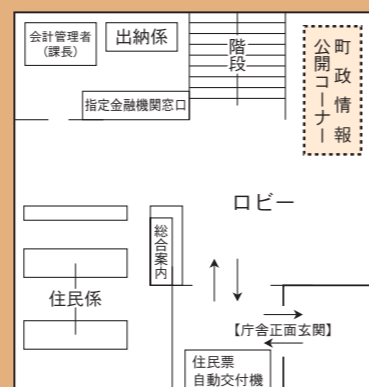 会計管理者
(課長)
出納係
階段
町政情報
公開コーナー
指定金融機関窓口
ロビー
総合案内
住民係
【庁舎正面玄関】
住民票
自動交付機